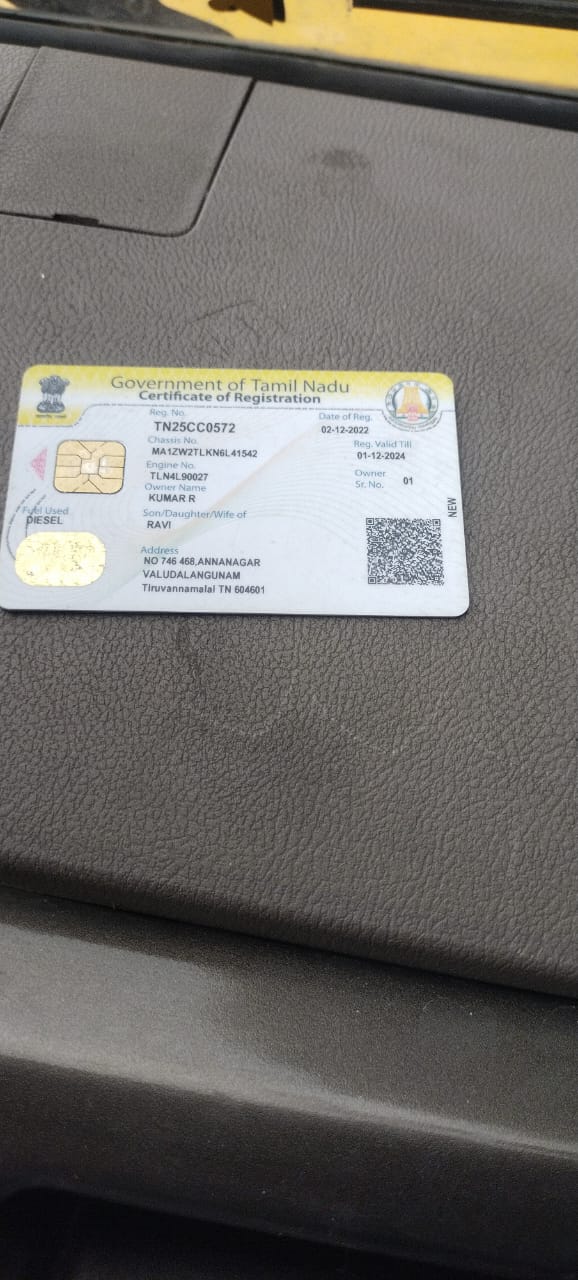 Government of Tamil Nadu
Certificate of Registration
Reg. No.
TN25CC0572
Date of Reg.
02-12-2022
Chassis No.
MA1ZW2TLKN6L41542
Reg. Valid Till
01-12-2024
Engine No.
TLN4L90027
Owner
Sr. No. 01
Owner Name
KUMAR R
NEW
Fuel Used
DIESEL
Son/Daughter/Wife of
RAVI
Address
NO 746 468,ANNANAGAR
VALUDALANGUNAM
Tiruvannamalai TN 604601